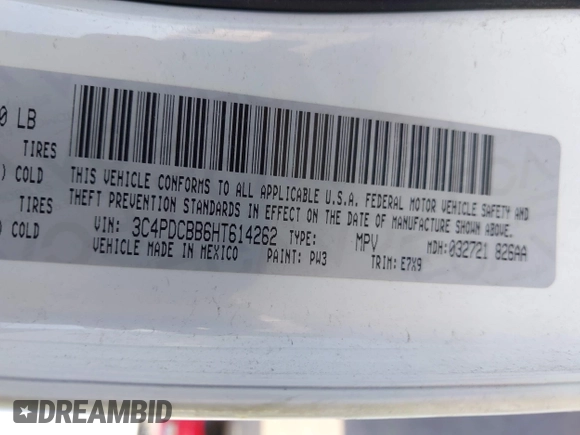 0 LB
TIRES
) COLD
TIRES
) COLD
THIS VEHICLE CONFORMS TO ALL APPLICABLE U.S.A. FEDERAL MOTOR VEHICLE SAFETY AND
THEFT PREVENTION STANDARDS IN EFFECT ON THE DATE OF MANUFACTURE SHOWN ABOVE.
VIN: 3C4PDCBB6HT614262 TYPE: MPV MDH: 032721 826AA
VEHICLE MADE IN MEXICO PAINT: PW3 TRIM: E7X9
DREAMBID